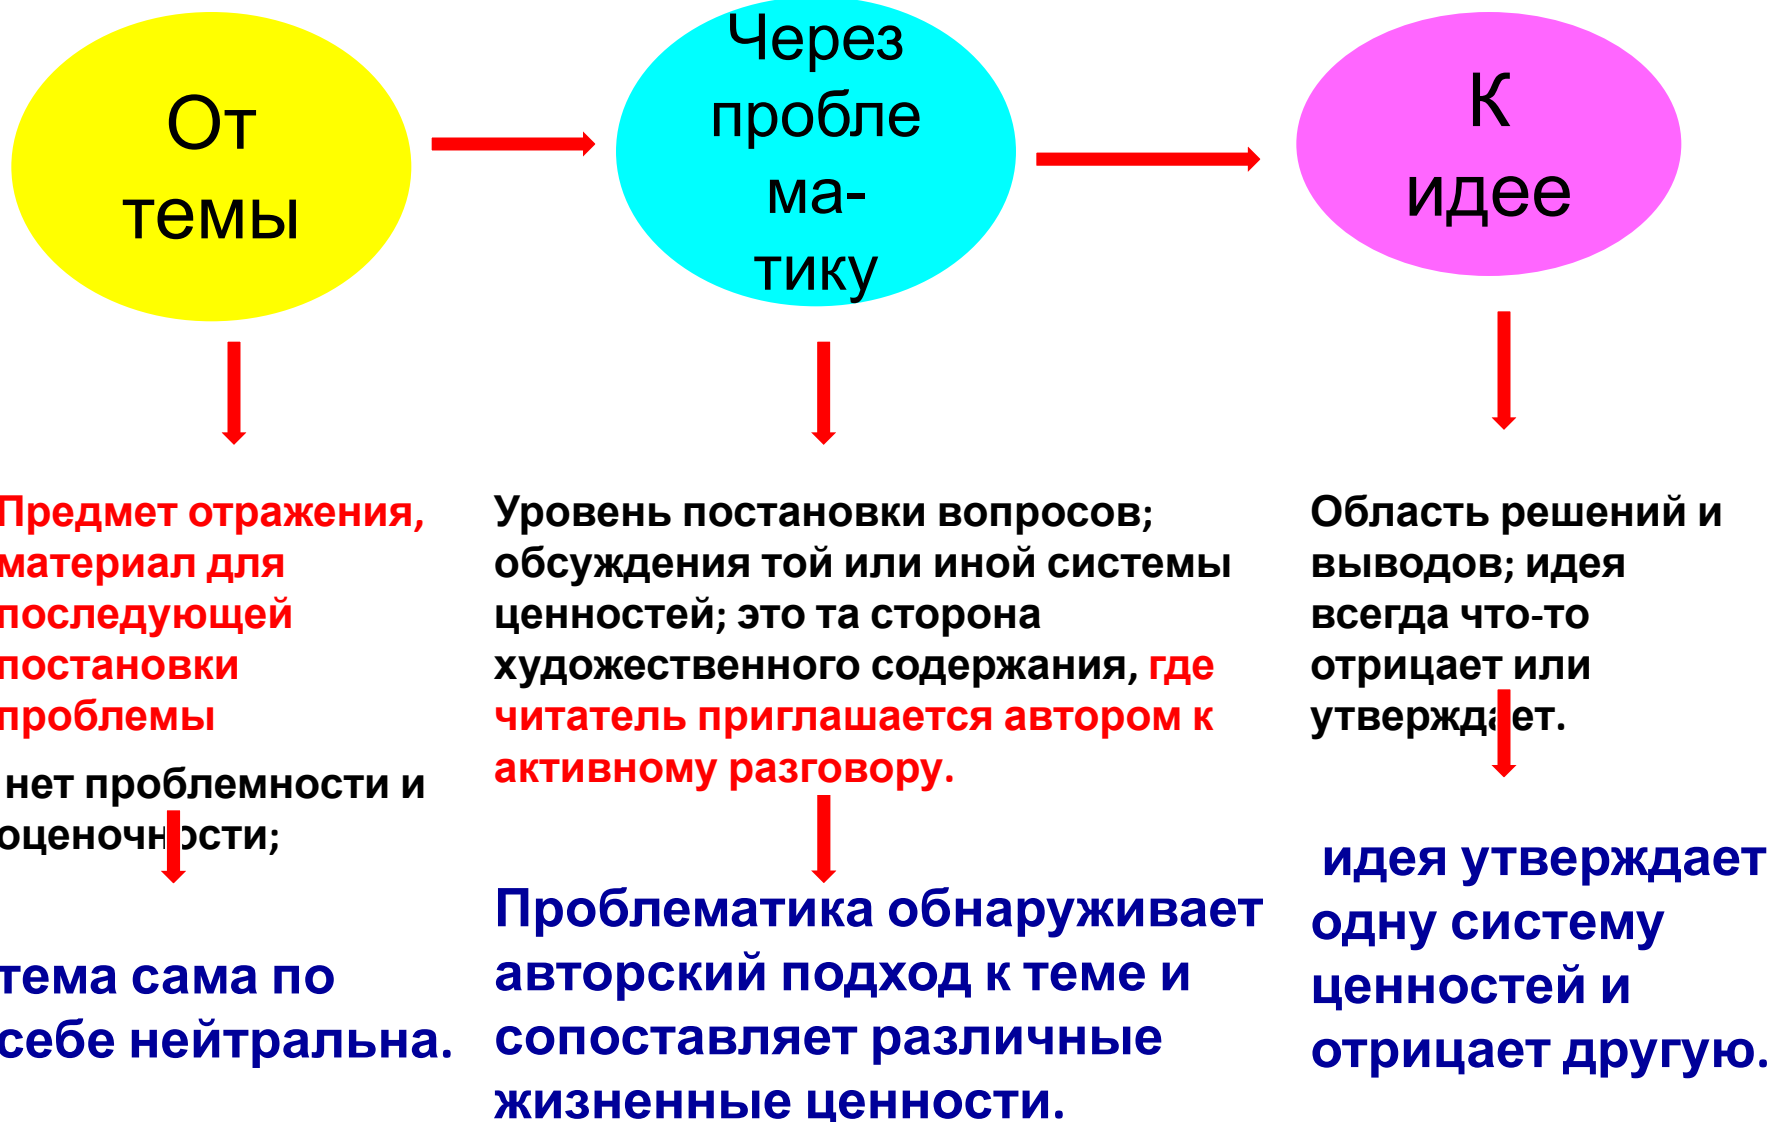 От
темы
Через
пробле
ма-
тику
К
идее
Предмет отражения,
материал для
последующей
постановки
проблемы
нет проблемности и
оценочности;
тема сама по
себе нейтральна.
Уровень постановки вопросов;
обсуждения той или иной системы
ценностей; это та сторона
художественного содержания, где
читатель приглашается автором к
активному разговору.
Проблематика обнаруживает
авторский подход к теме и
сопоставляет различные
жизненные ценности.
Область решений и
выводов; идея
всегда что-то
отрицает или
утверждает.
идея утверждает
одну систему
ценностей и
отрицает другую.